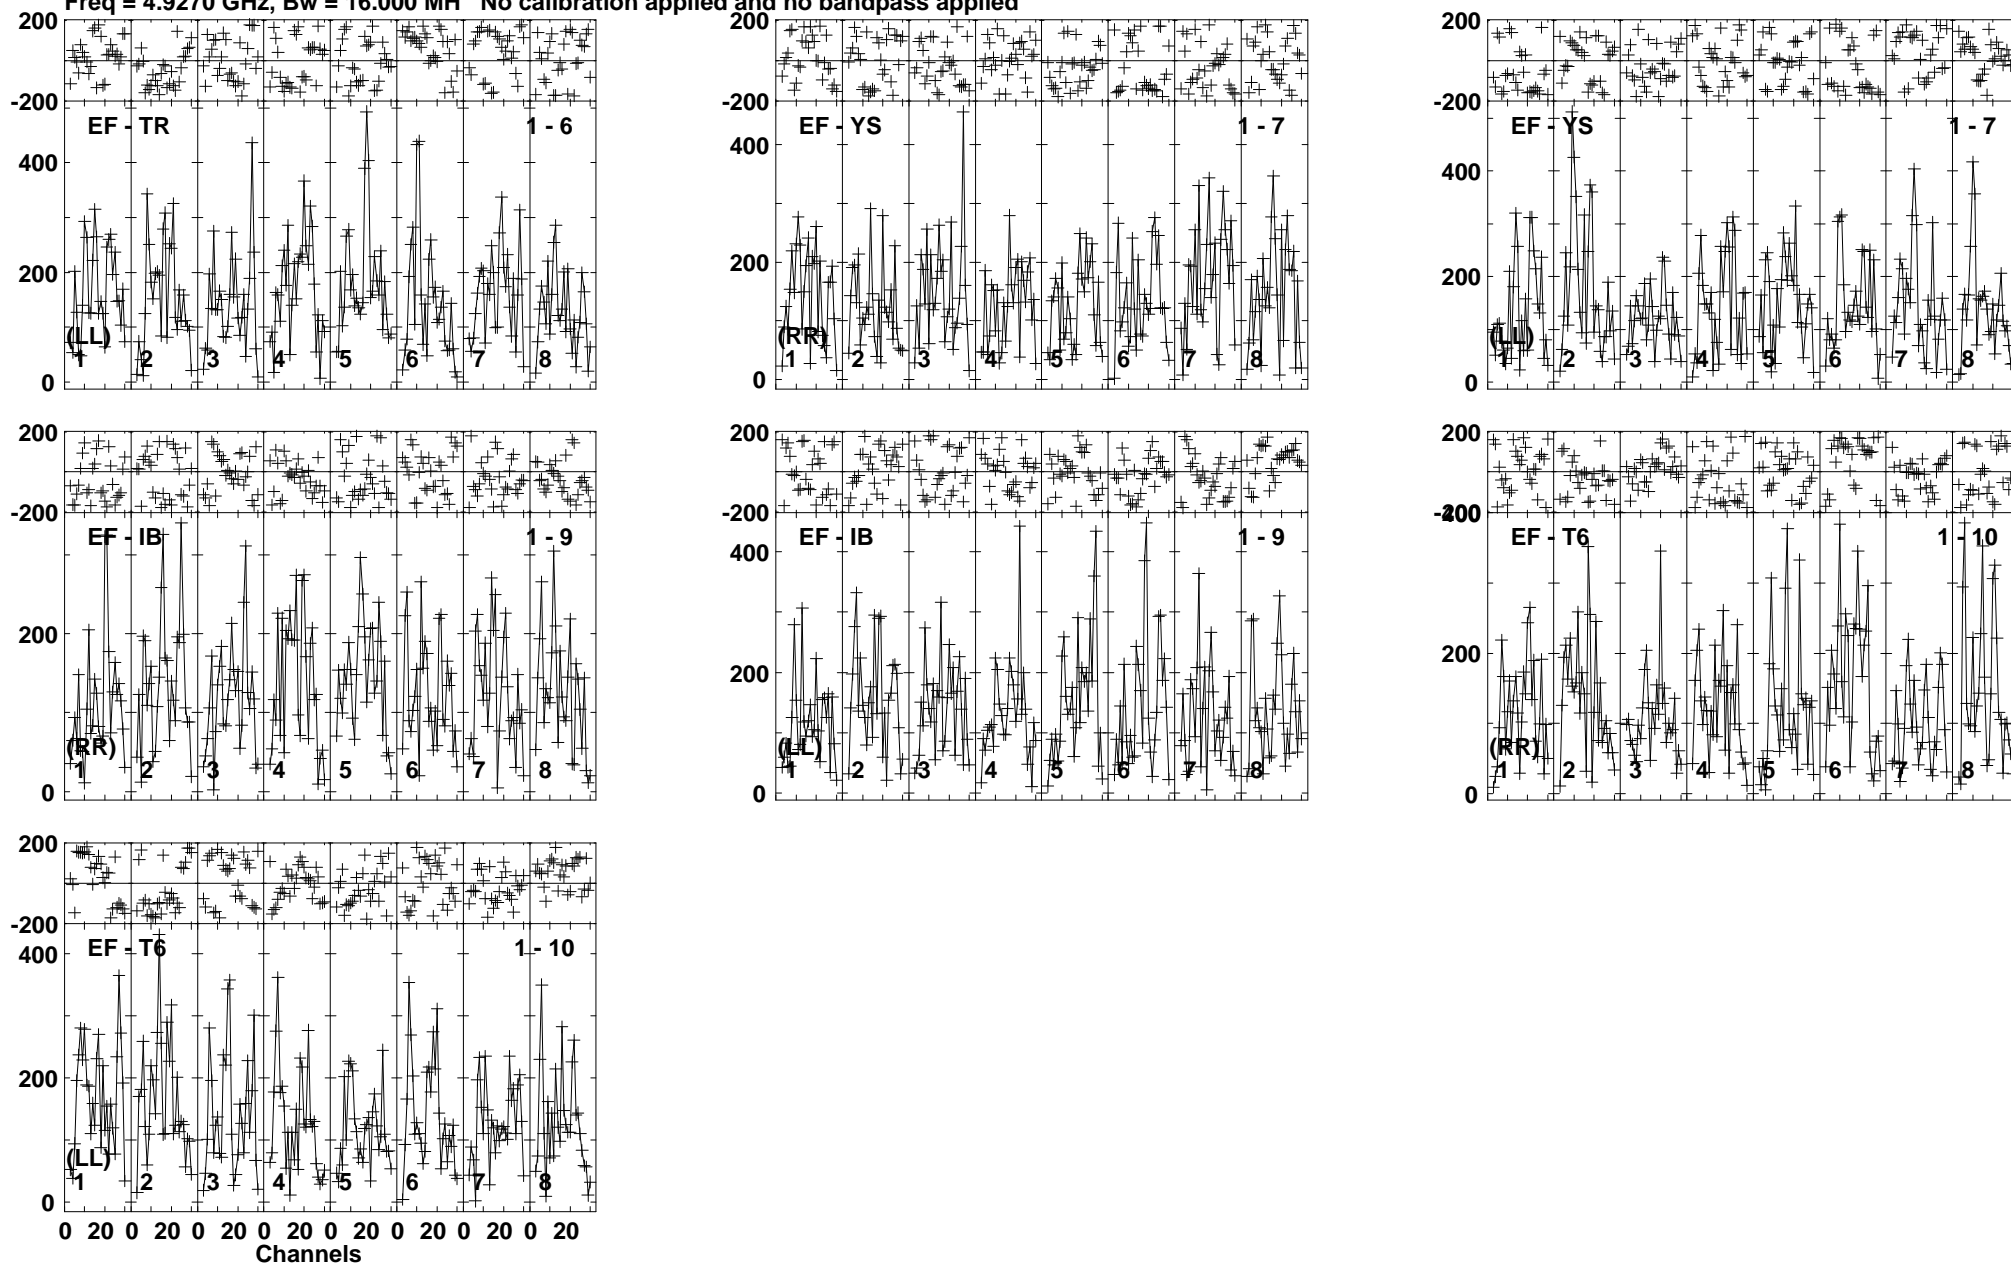 Freq = 4.9270 GHz, Bw = 16.000 MH No calibration applied and no bandpass applied
200 200 200
-200 -200 -200
EF - TR 1 - 6 EF - YS 1 - 7 EF - YS 1 - 7
400 400 400
200 200 200
(LL) (RR) (LL)
1 2 3 4 5 6 7 8 1 2 3 4 5 6 7 8 1 2 3 4 5 6 7 8
0 0 0
200 200 200
-200 -200 -200
400
EF - IB 1 - 9 EF - IB 1 - 9 EF - T6 1 - 10
400
200 200 200
(RR) (LL) (RR)
1 2 3 4 5 6 7 8 1 2 3 4 5 6 7 8 1 2 3 4 5 6 7 8
0 0 0
200
-200
EF - T6 1 - 10
400
200
(LL)
1 2 3 4 5 6 7 8
0
0 20 0 20 0 20 0 20 0 20 0 20 0 20 0 20
Channels